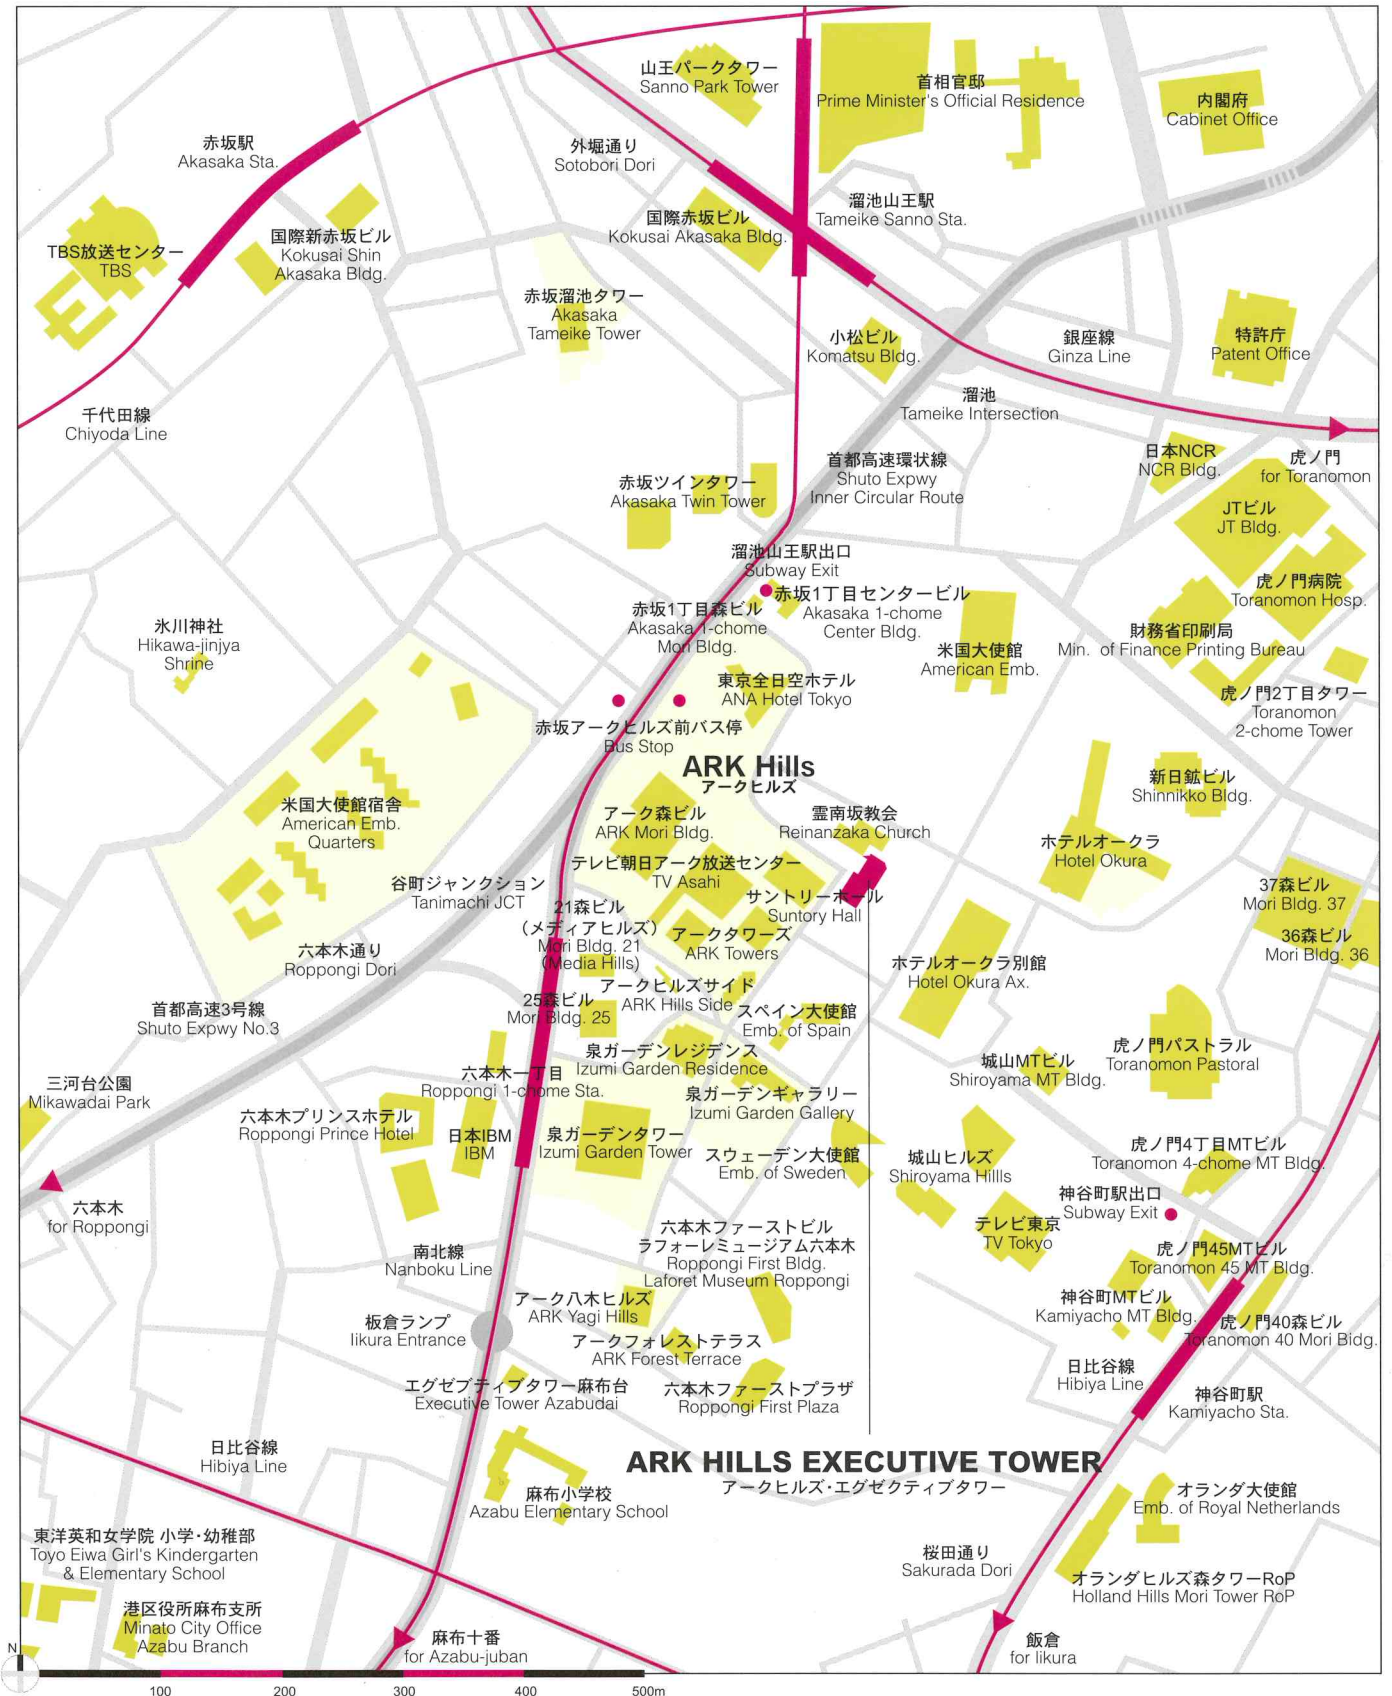 山王パークタワー
Sanno Park Tower
首相官邸
Prime Minister's Official Residence
内閣府
Cabinet Office
赤坂駅
Akasaka Sta.
外堀通り
Sotobori Dori
溜池山王駅
Tameike Sanno Sta.
国際赤坂ビル
Kokusai Akasaka Bldg.
TBS放送センター
TBS
国際新赤坂ビル
Kokusai Shin
Akasaka Bldg.
赤坂溜池タワー
Akasaka
Tameike Tower
小松ビル
Komatsu Bldg.
銀座線
Ginza Line
特許庁
Patent Office
千代田線
Chiyoda Line
溜池
Tameike Intersection
日本NCR
NCR Bldg.
虎ノ門
for Toranomon
首都高速環状線
Shuto Expwy
Inner Circular Route
赤坂ツインタワー
Akasaka Twin Tower
JTビル
JT Bldg.
溜池山王駅出口
Subway Exit
赤坂1丁目センタービル
Akasaka 1-chome
Center Bldg.
赤坂1丁目森ビル
Akasaka 1-chome
Mori Bldg.
虎ノ門病院
Toranomon Hosp.
氷川神社
Hikawa-jinjya
Shrine
米国大使館
American Emb.
財務省印刷局
Min. of Finance Printing Bureau
東京全日空ホテル
ANA Hotel Tokyo
虎ノ門2丁目タワー
Toranomon
2-chome Tower
赤坂アークヒルズ前バス停
Bus Stop
ARK Hills
アークヒルズ
新日鉱ビル
Shinnikko Bldg.
米国大使館宿舎
American Emb.
Quarters
アーク森ビル
ARK Mori Bldg.
霊南坂教会
Reinanzaka Church
ホテルオークラ
Hotel Okura
テレビ朝日アーク放送センター
TV Asahi
谷町ジャンクション
Tanimachi JCT
サントリーホール
Suntory Hall
37森ビル
Mori Bldg. 37
21森ビル
(メディアヒルズ)
Mori Bldg. 21
(Media Hills)
アークタワーズ
ARK Towers
36森ビル
Mori Bldg. 36
六本木通り
Roppongi Dori
ホテルオークラ別館
Hotel Okura Ax.
アークヒルズサイド
ARK Hills Side
25森ビル
Mori Bldg. 25
首都高速3号線
Shuto Expwy No.3
スペイン大使館
Emb. of Spain
泉ガーデンレジデンス
Izumi Garden Residence
城山MTビル
Shiroyama MT Bldg.
虎ノ門パストラル
Toranomon Pastoral
六本木一丁目
Roppongi 1-chome Sta.
三河台公園
Mikawadai Park
泉ガーデンギャラリー
Izumi Garden Gallery
六本木プリンスホテル
Roppongi Prince Hotel
日本IBM
IBM
泉ガーデンタワー
Izumi Garden Tower
スウェーデン大使館
Emb. of Sweden
城山ヒルズ
Shiroyama Hillls
虎ノ門4丁目MTビル
Toranomon 4-chome MT Bldg.
神谷町駅出口
Subway Exit
六本木
for Roppongi
テレビ東京
TV Tokyo
六本木ファーストビル
ラフォーレミュージアム六本木
Roppongi First Bldg.
Laforet Museum Roppongi
南北線
Nanboku Line
虎ノ門45MTビル
Toranomon 45 MT Bldg.
アーク八木ヒルズ
ARK Yagi Hills
神谷町MTビル
Kamiyacho MT Bldg.
板倉ランプ
Iikura Entrance
虎ノ門40森ビル
Toranomon 40 Mori Bldg.
アークフォレストテラス
ARK Forest Terrace
日比谷線
Hibiya Line
エグゼブティブタワー麻布台
Executive Tower Azabudai
六本木ファーストプラザ
Roppongi First Plaza
神谷町駅
Kamiyacho Sta.
日比谷線
Hibiya Line
ARK HILLS EXECUTIVE TOWER
アークヒルズ・エグゼクティブタワー
麻布小学校
Azabu Elementary School
オランダ大使館
Emb. of Royal Netherlands
東洋英和女学院 小学・幼稚部
Toyo Eiwa Girl's Kindergarten
& Elementary School
桜田通り
Sakurada Dori
オランダヒルズ森タワーRoP
Holland Hills Mori Tower RoP
港区役所麻布支所
Minato City Office
Azabu Branch
麻布十番
for Azabu-juban
飯倉
for Iikura
N
100 200 300 400 500m